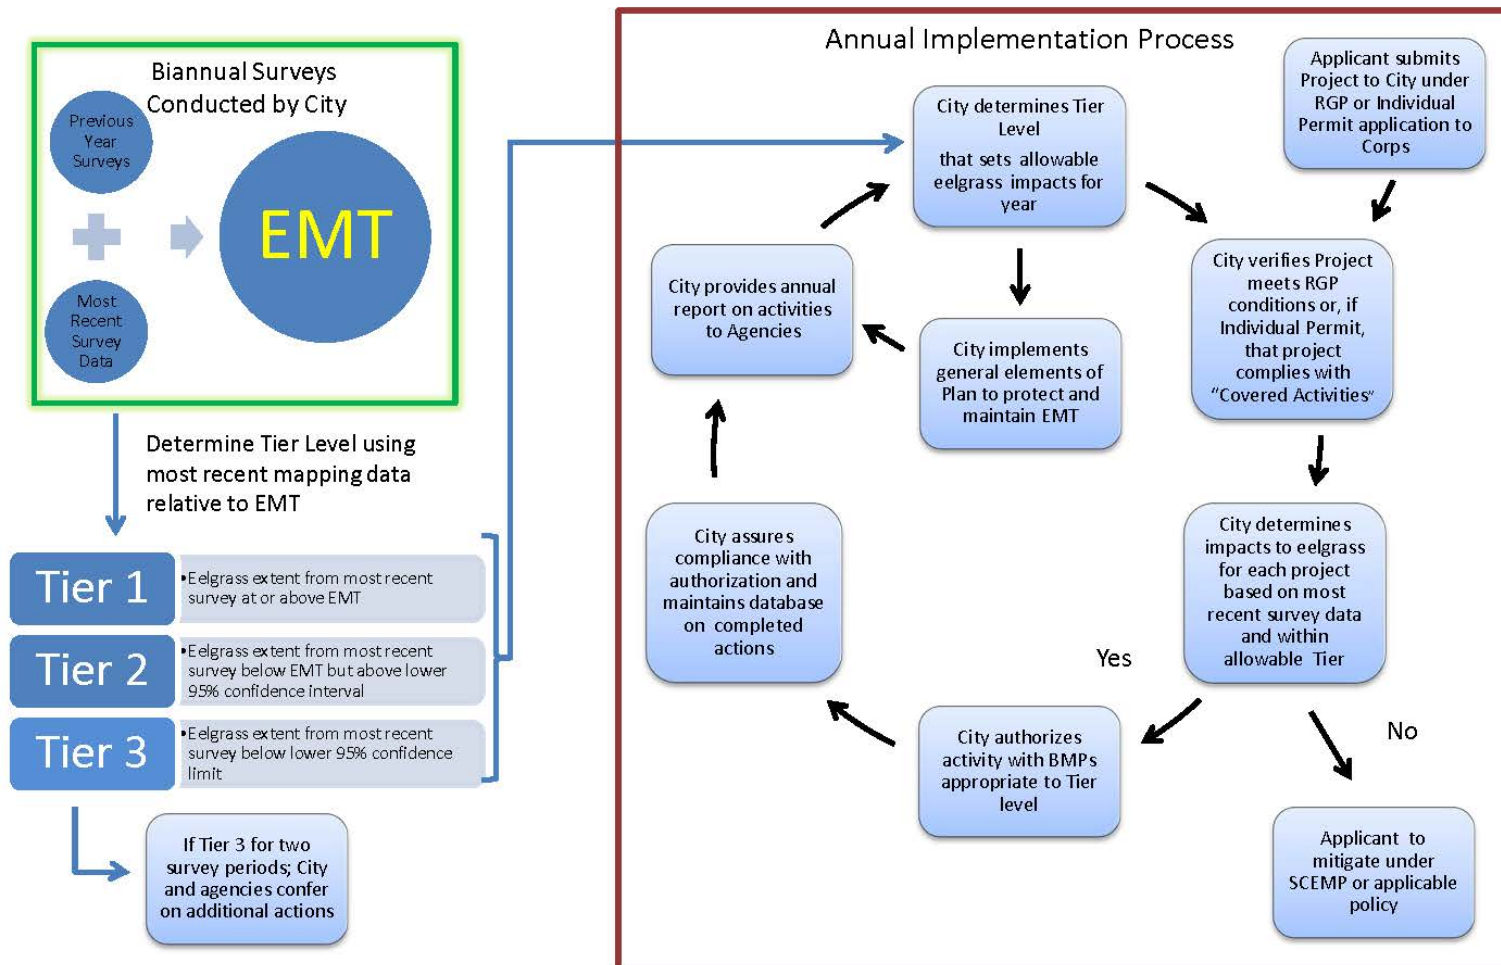 Biannual Surveys
Conducted by City
Previous
Year
Surveys
EMT
Most
Recent
Survey
Data
Determine Tier Level using
most recent mapping data
relative to EMT
Tier 1
•Eelgrass extent from most recent
survey at or above EMT
Tier 2
•Eelgrass extent from most recent
survey below EMT but above lower
95% confidence interval
Tier 3
•Eelgrass extent from most recent
survey below lower 95% confidence
limit
If Tier 3 for two
survey periods; City
and agencies confer
on additional actions
Annual Implementation Process
Applicant submits
Project to City under
RGP or Individual
Permit application to
Corps
City determines Tier
Level
that sets allowable
eelgrass impacts for
year
City verifies Project
meets RGP
conditions or, if
Individual Permit,
that project
complies with
“Covered Activities”
City provides annual
report on activities
to Agencies
City implements
general elements of
Plan to protect and
maintain EMT
City determines
impacts to eelgrass
for each project
based on most
recent survey data
and within
allowable Tier
City assures
compliance with
authorization and
maintains database
on completed
actions
Yes
No
City authorizes
activity with BMPs
appropriate to Tier
level
Applicant to
mitigate under
SCEMP or applicable
policy